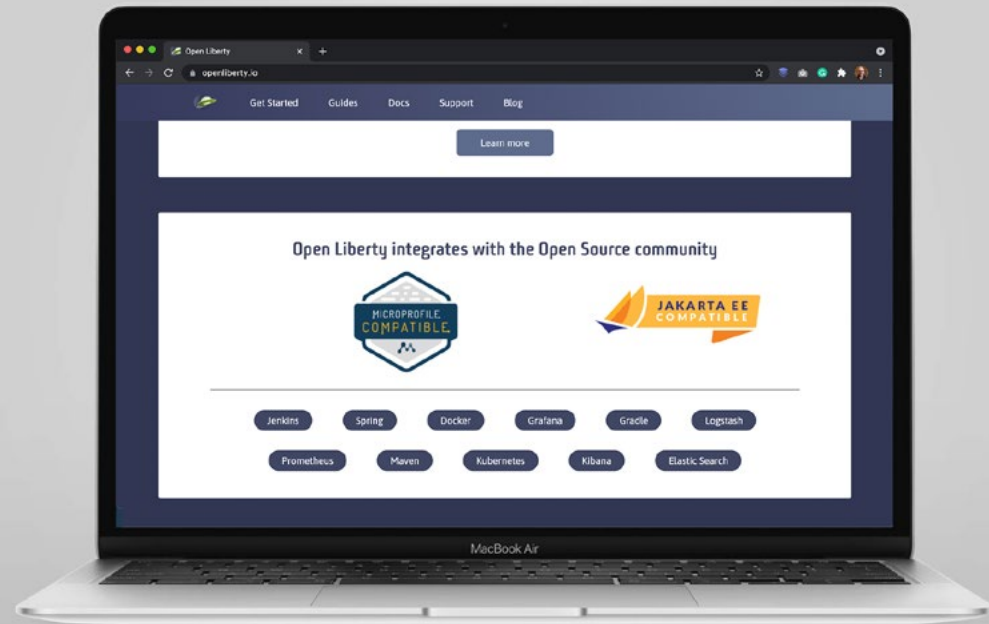 Open Liberty
openliberty.io
Get Started Guides Docs Support Blog
Learn more
Open Liberty integrates with the Open Source community
MICROPROFILE
COMPATIBLE
JAKARTA EE
COMPATIBLE
Jenkins Spring Docker Grafana Gradle Logstash
Prometheus Maven Kubernetes Kibana Elastic Search
MacBook Air